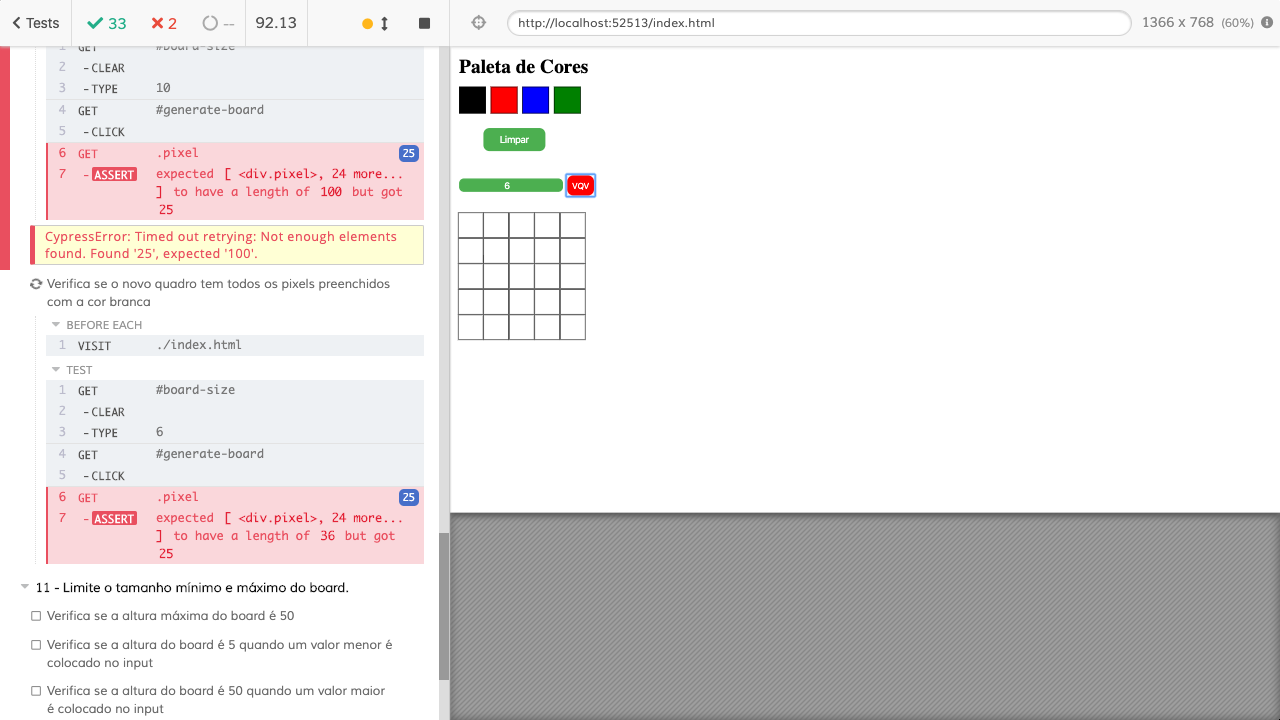 Tests 33 2 -- 92.13 http://localhost:52513/index.html 1366 x 768 (60%)
1 GET #board-size
2 -CLEAR
3 -TYPE 10
4 GET #generate-board
5 -CLICK
6 GET .pixel 25
7 -ASSERT expected [ <div.pixel>, 24 more...
] to have a length of 100 but got
25
CypressError: Timed out retrying: Not enough elements
found. Found '25', expected '100'.
Verifica se o novo quadro tem todos os pixels preenchidos
com a cor branca
BEFORE EACH
1 VISIT ./index.html
TEST
1 GET #board-size
2 -CLEAR
3 -TYPE 6
4 GET #generate-board
5 -CLICK
6 GET .pixel 25
7 -ASSERT expected [ <div.pixel>, 24 more...
] to have a length of 36 but got
25
11 - Limite o tamanho mínimo e máximo do board.
Verifica se a altura máxima do board é 50
Verifica se a altura do board é 5 quando um valor menor é
colocado no input
Verifica se a altura do board é 50 quando um valor maior
é colocado no input
Paleta de Cores
Limpar
6 VQV